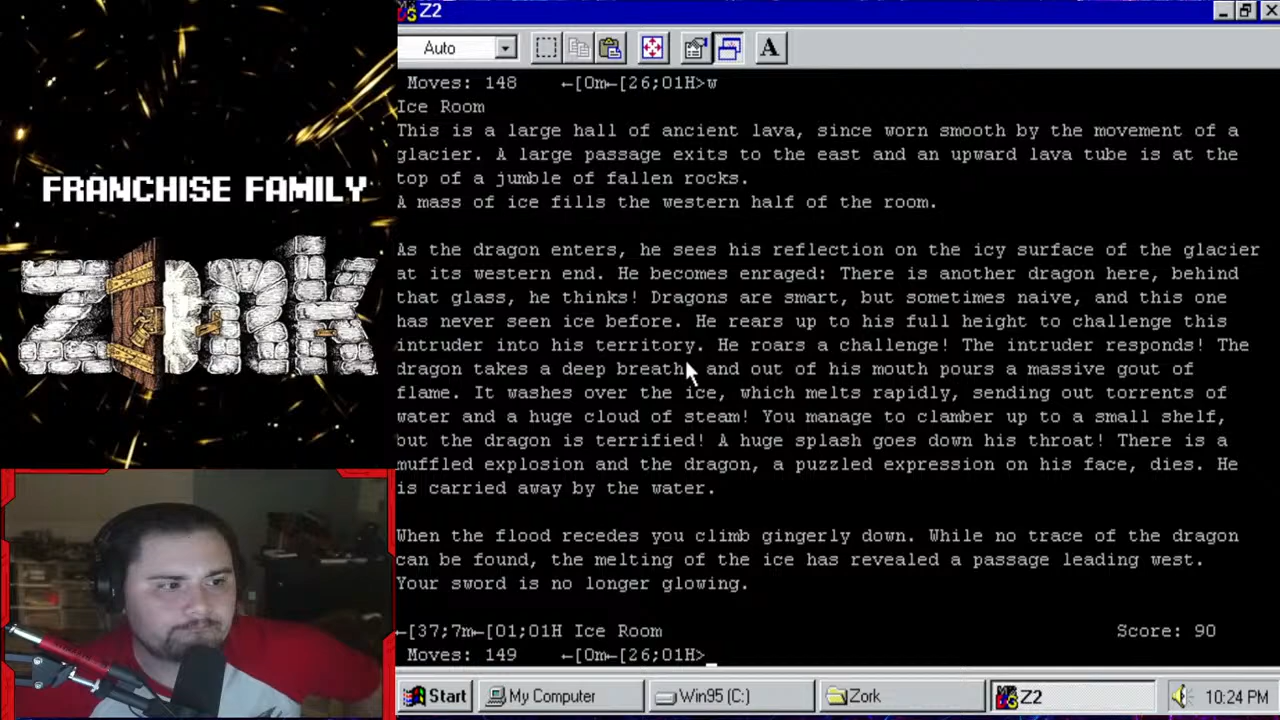 Z2
Auto
A
Moves: 148 ←[0m←[26;01H>w
Ice Room
This is a large hall of ancient lava, since worn smooth by the movement of a
glacier. A large passage exits to the east and an upward lava tube is at the
top of a jumble of fallen rocks.
A mass of ice fills the western half of the room.
As the dragon enters, he sees his reflection on the icy surface of the glacier
at its western end. He becomes enraged: There is another dragon here, behind
that glass, he thinks! Dragons are smart, but sometimes naive, and this one
has never seen ice before. He rears up to his full height to challenge this
intruder into his territory. He roars a challenge! The intruder responds! The
dragon takes a deep breath, and out of his mouth pours a massive gout of
flame. It washes over the ice, which melts rapidly, sending out torrents of
water and a huge cloud of steam! You manage to clamber up to a small shelf,
but the dragon is terrified! A huge splash goes down his throat! There is a
muffled explosion and the dragon, a puzzled expression on his face, dies. He
is carried away by the water.
When the flood recedes you climb gingerly down. While no trace of the dragon
can be found, the melting of the ice has revealed a passage leading west.
Your sword is no longer glowing.
←[37;7m←[01;01H Ice Room Score: 90
Moves: 149 ←[0m←[26;01H>_
FRANCHISE FAMILY
ZORK
Start My Computer Win95 (C:) Zork Z2 10:24 PM